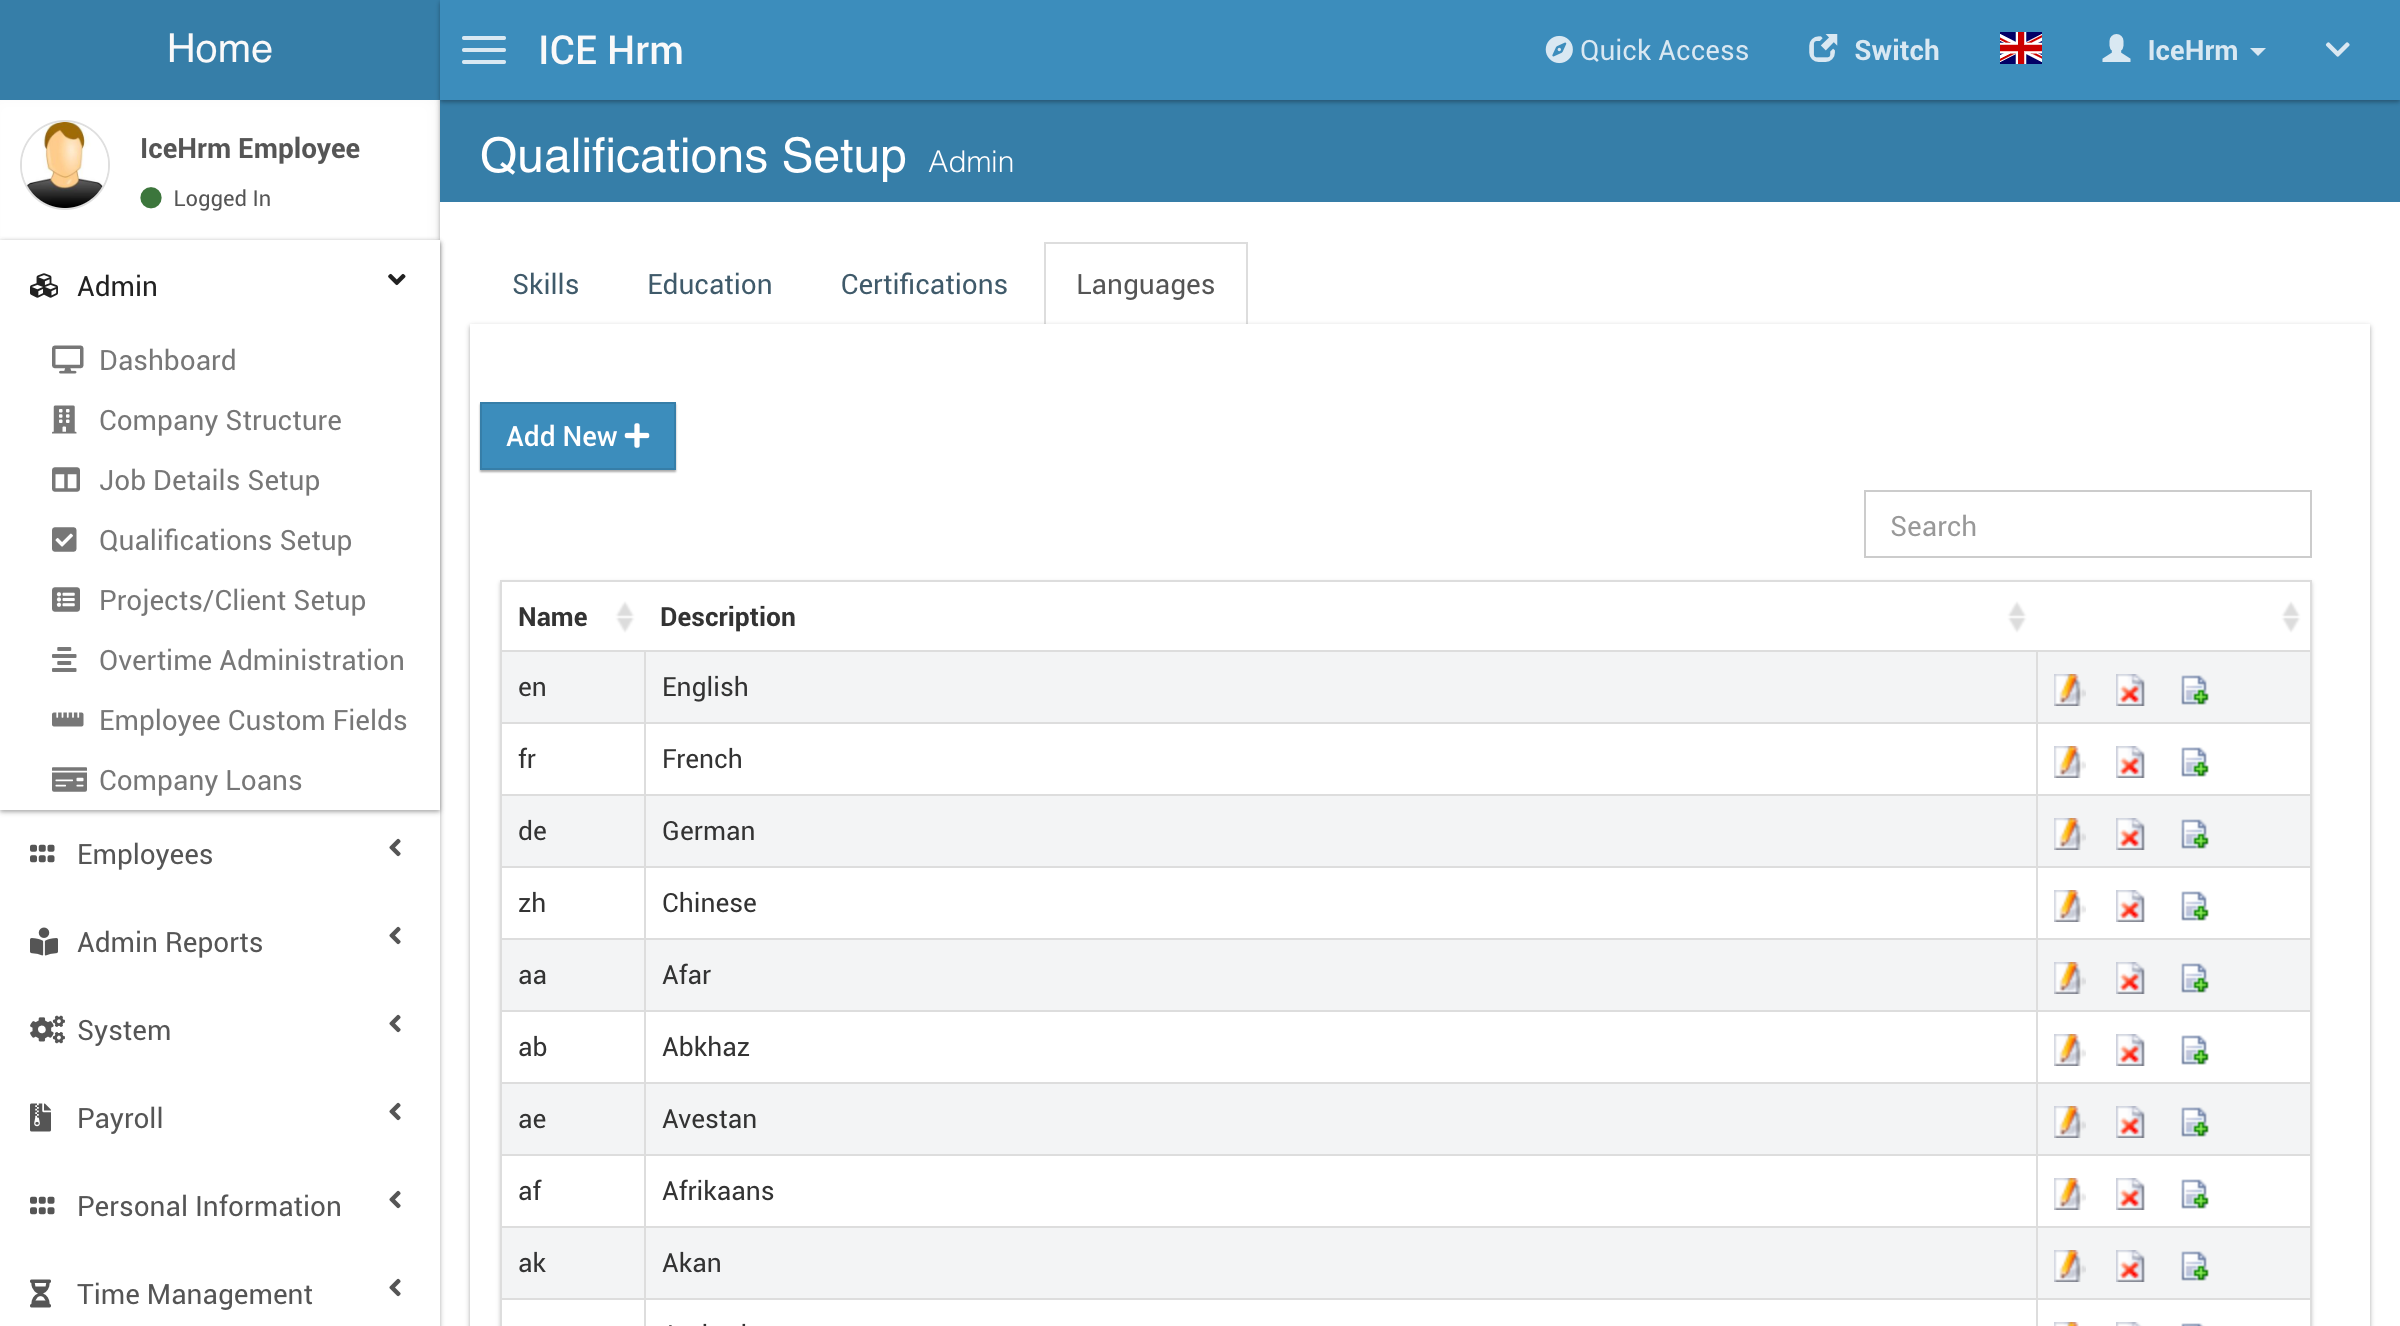 Home
ICE Hrm
Quick Access
Switch
IceHrm
IceHrm Employee
Logged In
Qualifications Setup Admin
Admin
Dashboard
Company Structure
Job Details Setup
Qualifications Setup
Projects/Client Setup
Overtime Administration
Employee Custom Fields
Company Loans
Employees
Admin Reports
System
Payroll
Personal Information
Time Management
Skills
Education
Certifications
Languages
Add New
Search
Name Description
en English
fr French
de German
zh Chinese
aa Afar
ab Abkhaz
ae Avestan
af Afrikaans
ak Akan